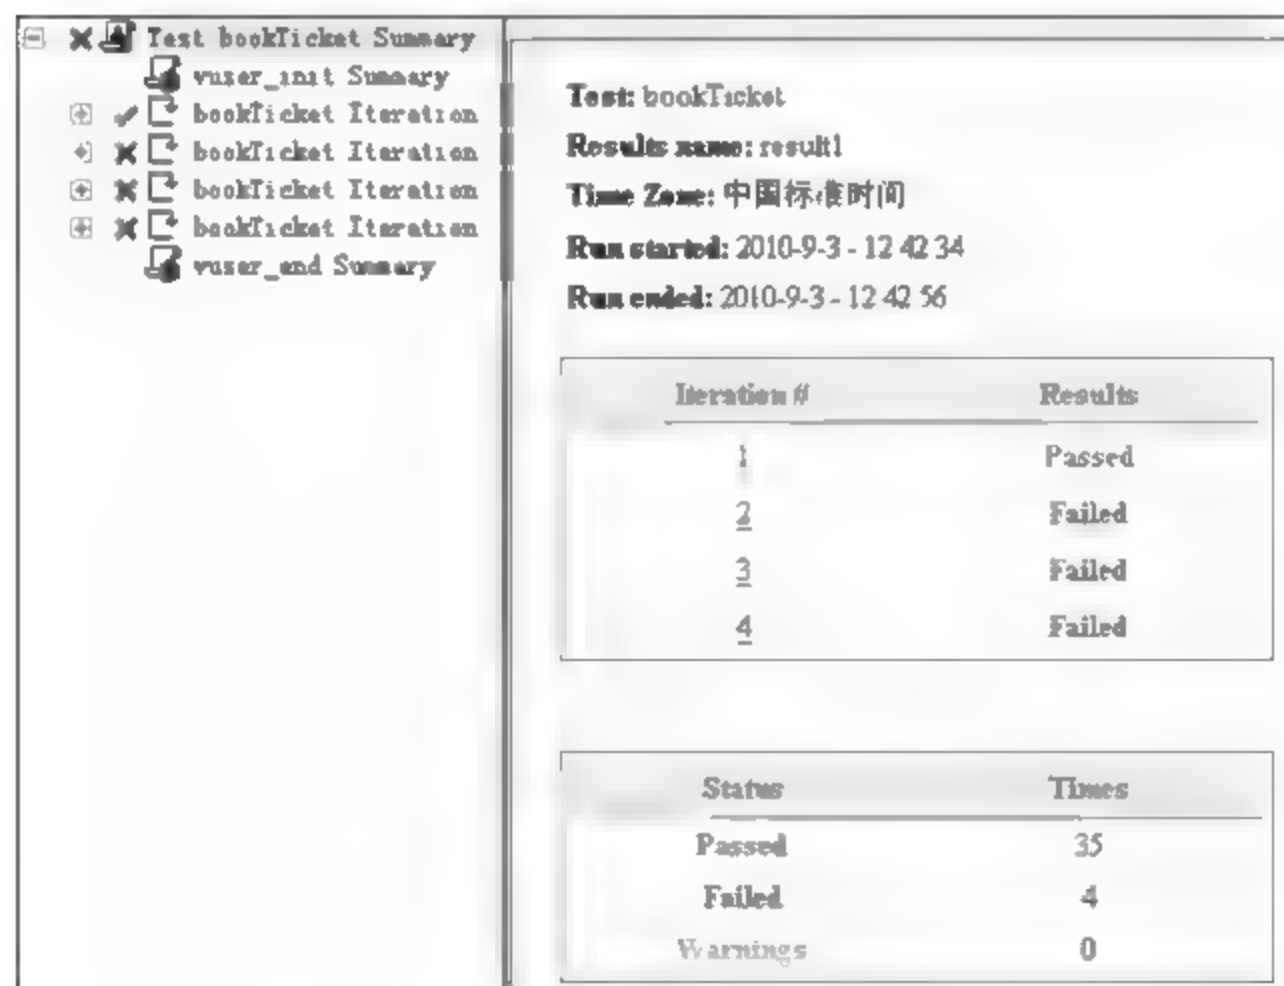 Test bookTicket Summary
vuser_init Summary
bookTicket Iteration
bookTicket Iteration
bookTicket Iteration
bookTicket Iteration
vuser_end Summary
Test: bookTicket
Results name: result1
Time Zone: 中国标准时间
Run started: 2010-9-3 - 12 42 34
Run ended: 2010-9-3 - 12 42 56
Iteration # Results
1 Passed
2 Failed
3 Failed
4 Failed
Status Times
Passed 35
Failed 4
Warnings 0